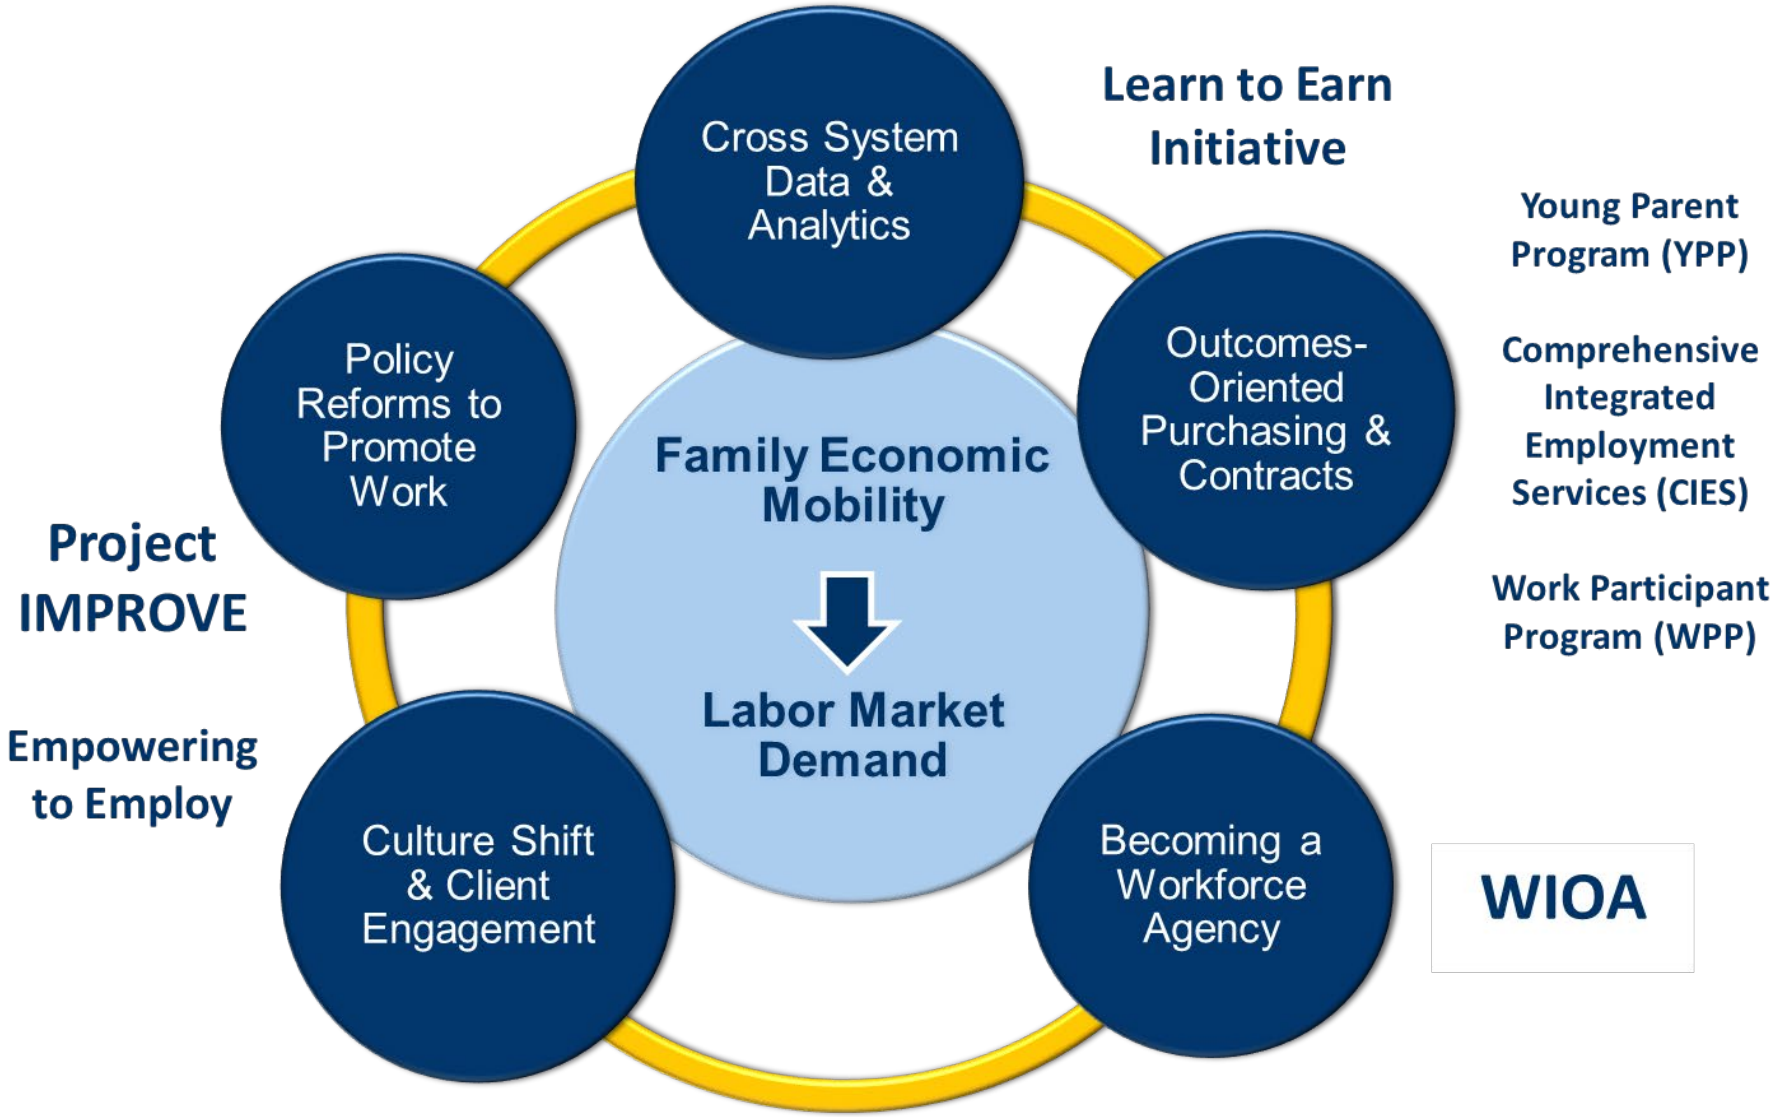 Cross System
Data &
Analytics
Learn to Earn
Initiative
Young Parent
Program (YPP)
Comprehensive
Integrated
Employment
Services (CIES)
Work Participant
Program (WPP)
Outcomes-
Oriented
Purchasing &
Contracts
Policy
Reforms to
Promote
Work
Family Economic
Mobility
Labor Market
Demand
Project
IMPROVE
Empowering
to Employ
Culture Shift
& Client
Engagement
Becoming a
Workforce
Agency
WIOA